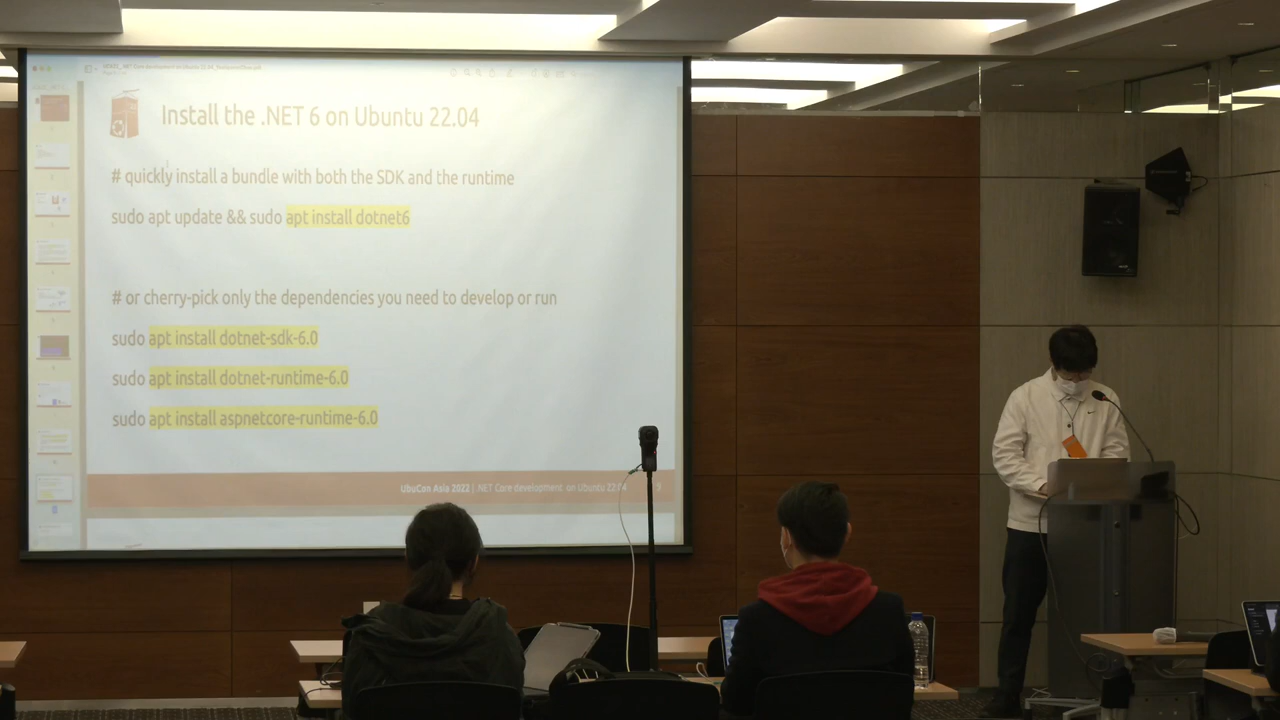 Install the .NET 6 on Ubuntu 22.04
# quickly install a bundle with both the SDK and the runtime
sudo apt update && sudo apt install dotnet6
# or cherry-pick only the dependencies you need to develop or run
sudo apt install dotnet-sdk-6.0
sudo apt install dotnet-runtime-6.0
sudo apt install aspnetcore-runtime-6.0
UbuCon Asia 2022 | .NET Core development on Ubuntu 22.04